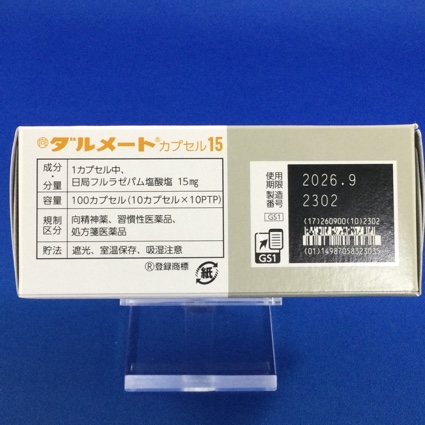 向 ダルメート®カプセル15
成分・分量 1カプセル中、
日局フルラゼパム塩酸塩 15mg
容量 100カプセル(10カプセル×10PTP)
規制区分 向精神薬、習慣性医薬品、
処方箋医薬品
貯法 遮光、室温保存、吸湿注意
®登録商標
紙
使用期限 2026.9
製造番号 2302
GS1
(17)260900(10)2302
(01)14987058323035
GS1